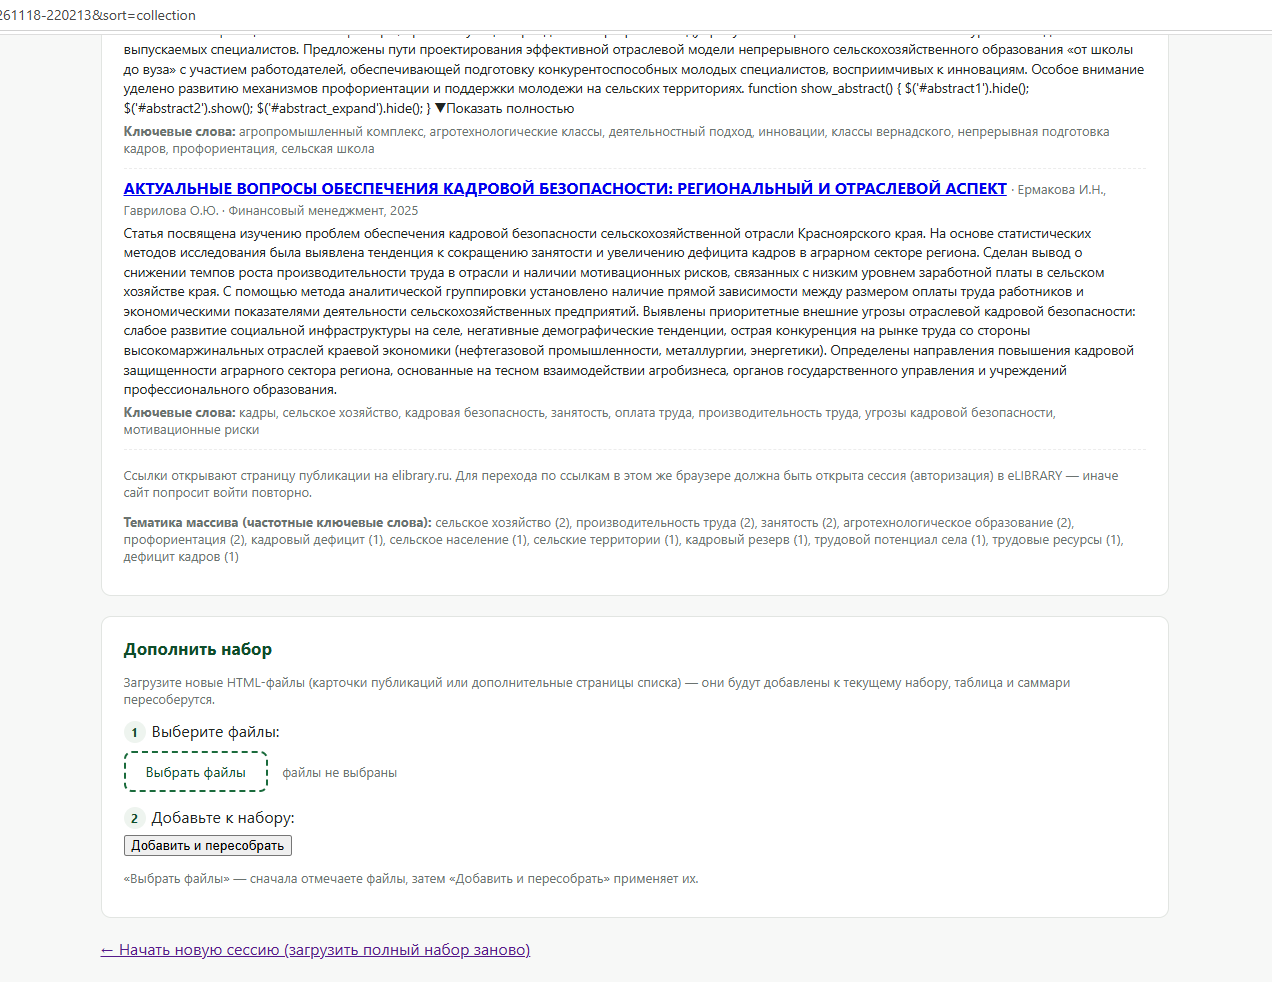 261118-220213&sort=collection
выпускаемых специалистов. Предложены пути проектирования эффективной отраслевой модели непрерывного сельскохозяйственного образования «от школы
до вуза» с участием работодателей, обеспечивающей подготовку конкурентоспособных молодых специалистов, восприимчивых к инновациям. Особое внимание
уделено развитию механизмов профориентации и поддержки молодежи на сельских территориях. function show_abstract() { $('#abstract1').hide();
$('#abstract2').show(); $('#abstract_expand').hide(); } ▼Показать полностью
Ключевые слова: агропромышленный комплекс, агротехнологические классы, деятельностный подход, инновации, классы вернадского, непрерывная подготовка
кадров, профориентация, сельская школа
АКТУАЛЬНЫЕ ВОПРОСЫ ОБЕСПЕЧЕНИЯ КАДРОВОЙ БЕЗОПАСНОСТИ: РЕГИОНАЛЬНЫЙ И ОТРАСЛЕВОЙ АСПЕКТ · Ермакова И.Н.,
Гаврилова О.Ю. · Финансовый менеджмент, 2025
Статья посвящена изучению проблем обеспечения кадровой безопасности сельскохозяйственной отрасли Красноярского края. На основе статистических
методов исследования была выявлена тенденция к сокращению занятости и увеличению дефицита кадров в аграрном секторе региона. Сделан вывод о
снижении темпов роста производительности труда в отрасли и наличии мотивационных рисков, связанных с низким уровнем заработной платы в сельском
хозяйстве края. С помощью метода аналитической группировки установлено наличие прямой зависимости между размером оплаты труда работников и
экономическими показателями деятельности сельскохозяйственных предприятий. Выявлены приоритетные внешние угрозы отраслевой кадровой безопасности:
слабое развитие социальной инфраструктуры на селе, негативные демографические тенденции, острая конкуренция на рынке труда со стороны
высокомаржинальных отраслей краевой экономики (нефтегазовой промышленности, металлургии, энергетики). Определены направления повышения кадровой
защищенности аграрного сектора региона, основанные на тесном взаимодействии агробизнеса, органов государственного управления и учреждений
профессионального образования.
Ключевые слова: кадры, сельское хозяйство, кадровая безопасность, занятость, оплата труда, производительность труда, угрозы кадровой безопасности,
мотивационные риски
Ссылки открывают страницу публикации на elibrary.ru. Для перехода по ссылкам в этом же браузере должна быть открыта сессия (авторизация) в eLIBRARY — иначе
сайт попросит войти повторно.
Тематика массива (частотные ключевые слова): сельское хозяйство (2), производительность труда (2), занятость (2), агротехнологическое образование (2),
профориентация (2), кадровый дефицит (1), сельское население (1), сельские территории (1), кадровый резерв (1), трудовой потенциал села (1), трудовые ресурсы (1),
дефицит кадров (1)
Дополнить набор
Загрузите новые HTML-файлы (карточки публикаций или дополнительные страницы списка) — они будут добавлены к текущему набору, таблица и саммари
пересоберутся.
1 Выберите файлы:
Выбрать файлы файлы не выбраны
2 Добавьте к набору:
Добавить и пересобрать
«Выбрать файлы» — сначала отмечаете файлы, затем «Добавить и пересобрать» применяет их.
← Начать новую сессию (загрузить полный набор заново)